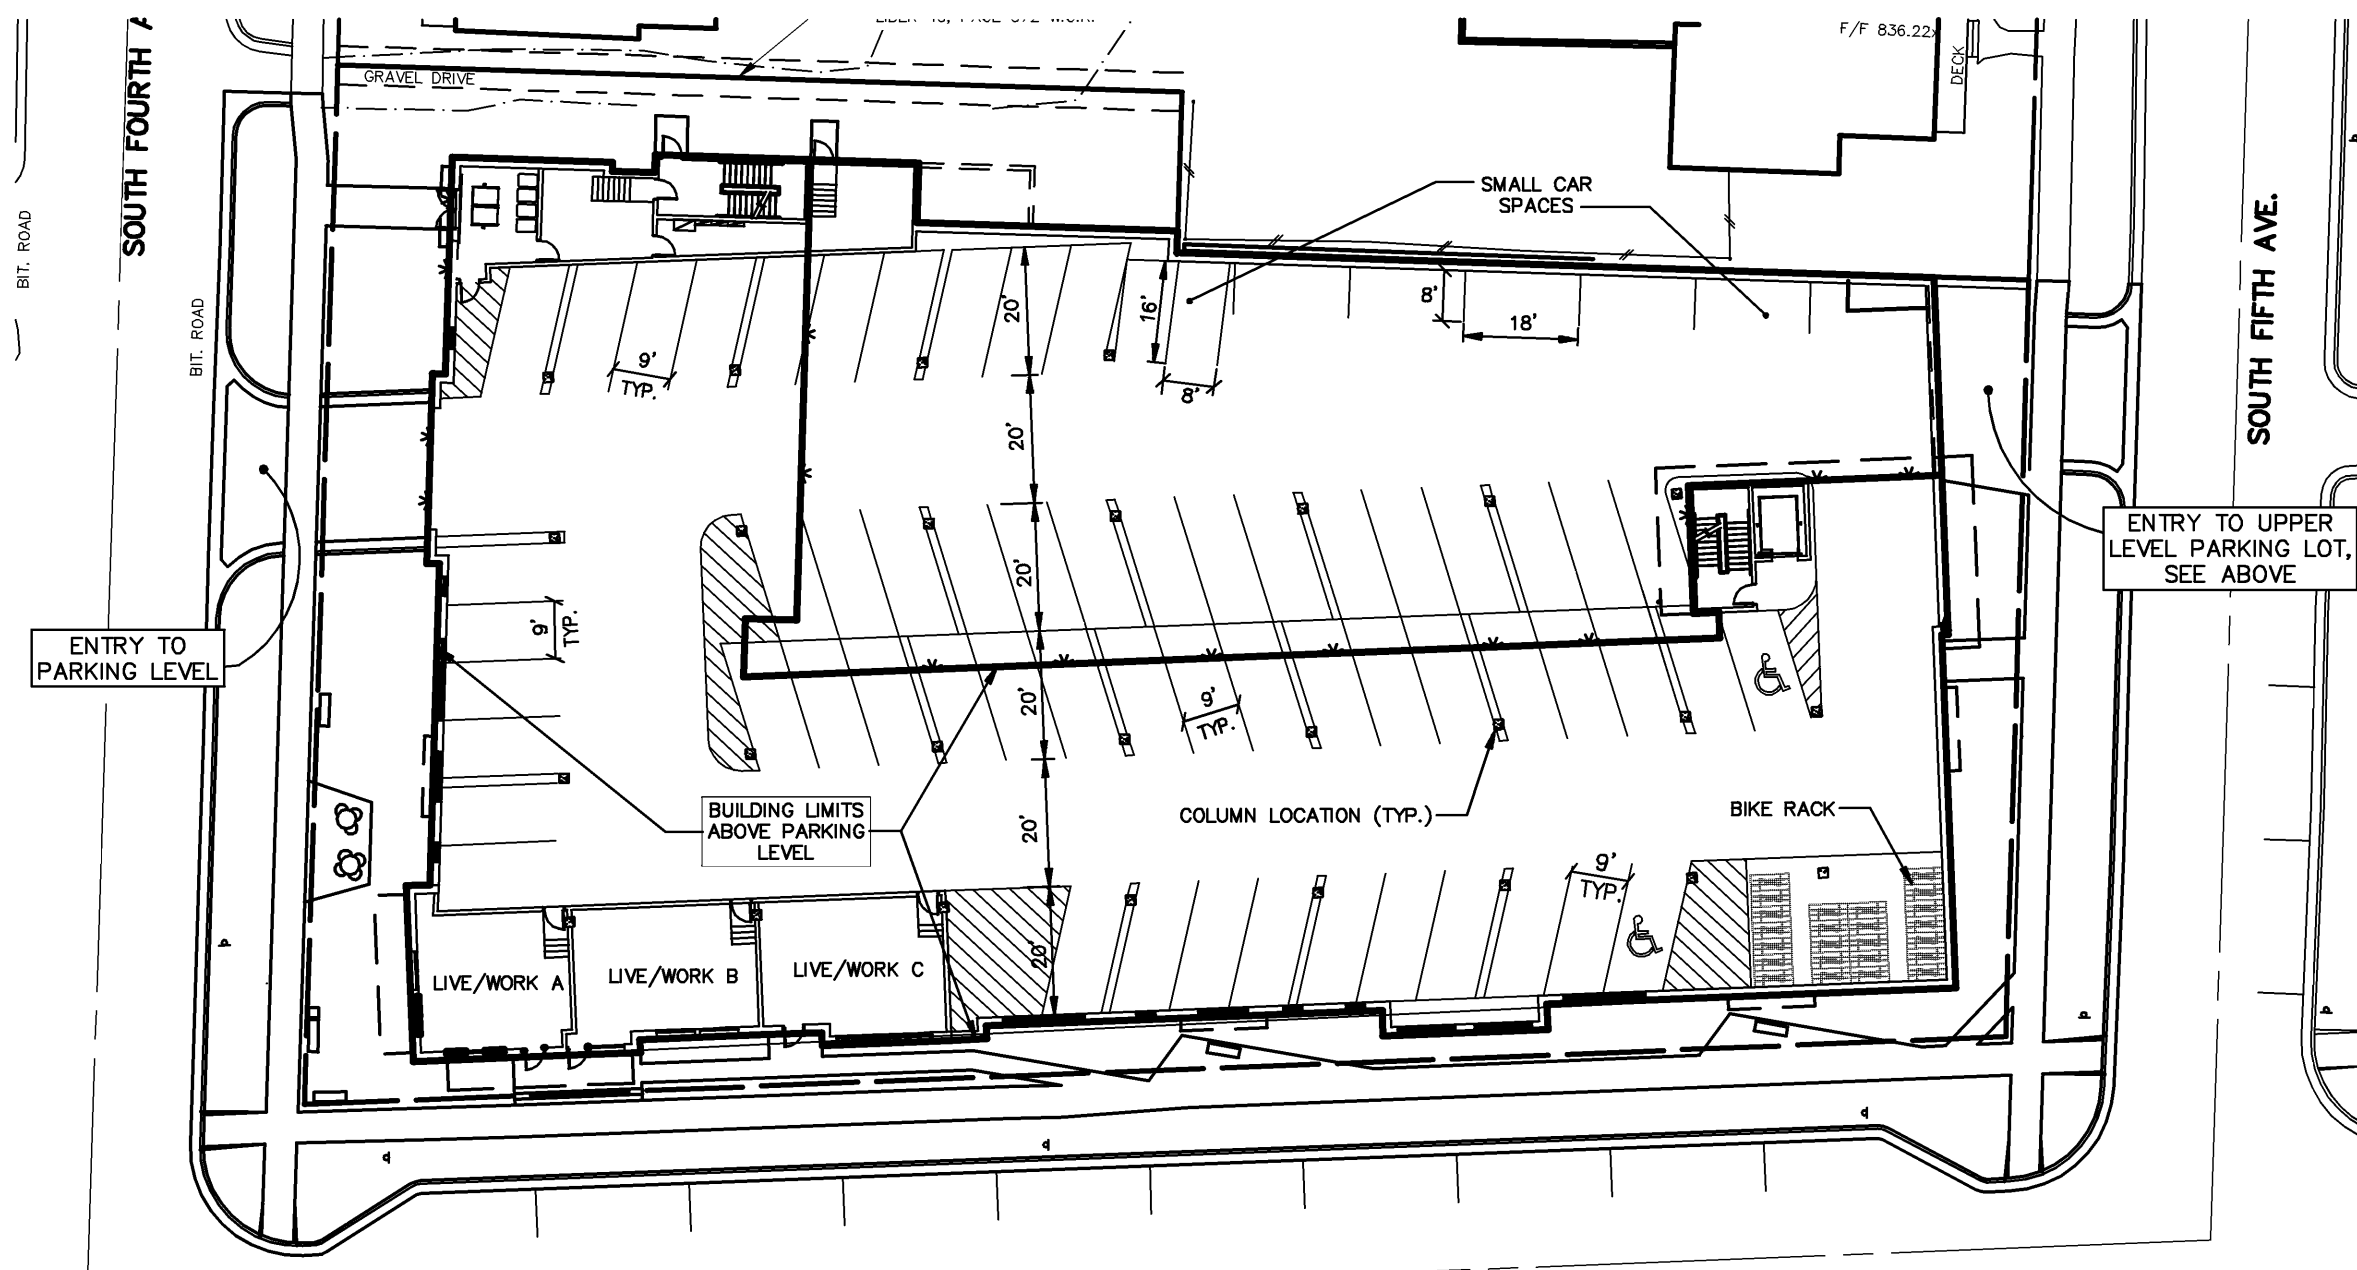 SOUTH FOURTH A
BIT. ROAD
BIT. ROAD
GRAVEL DRIVE
F/F 836.22
DECK
SOUTH FIFTH AVE.
SMALL CAR
SPACES
20'
16'
8'
8'
18'
9'
TYP.
20'
ENTRY TO UPPER
LEVEL PARKING LOT,
SEE ABOVE
ENTRY TO
PARKING LEVEL
9'
TYP.
20'
20'
9'
TYP.
BUILDING LIMITS
ABOVE PARKING
LEVEL
20'
COLUMN LOCATION (TYP.)
BIKE RACK
9'
TYP.
20'
LIVE/WORK A
LIVE/WORK B
LIVE/WORK C